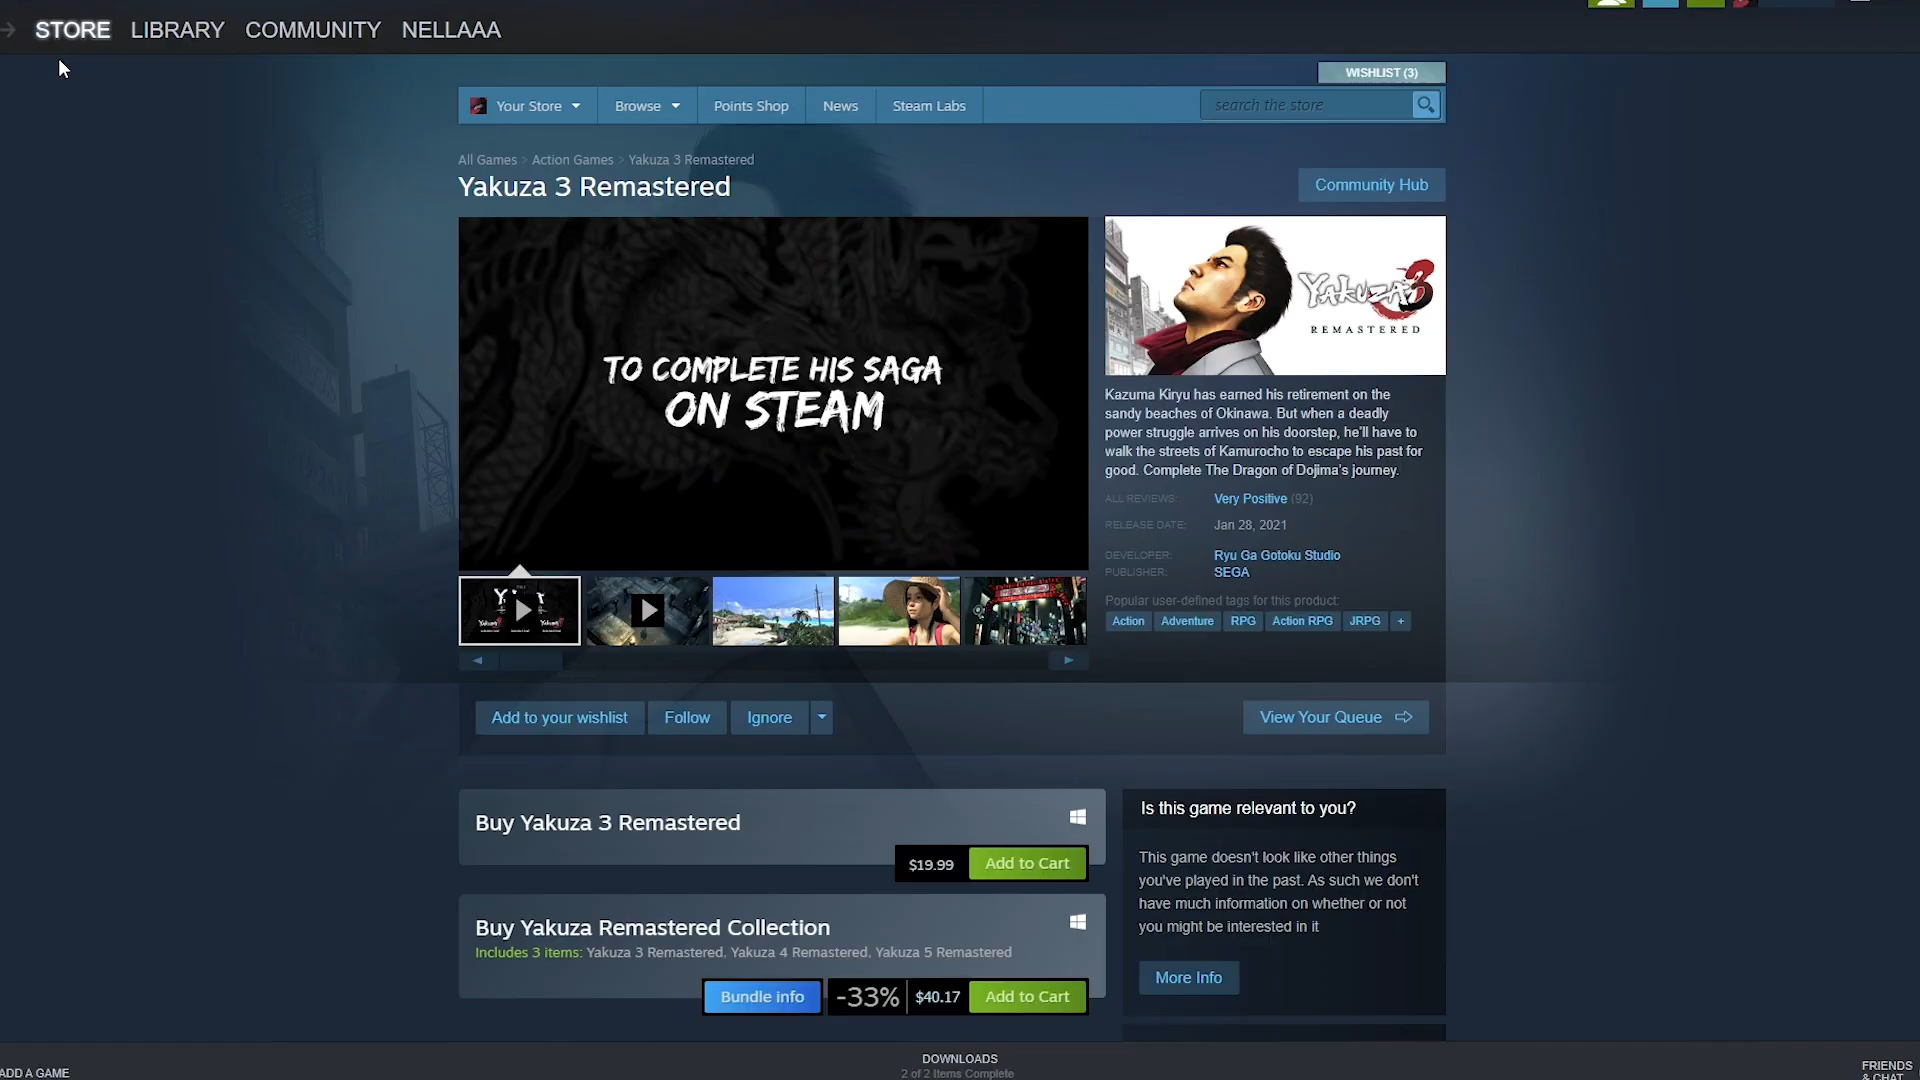 STORE LIBRARY COMMUNITY NELLAAA
WISHLIST (3)
Your Store Browse Points Shop News Steam Labs search the store
All Games > Action Games > Yakuza 3 Remastered
Yakuza 3 Remastered
Community Hub
TO COMPLETE HIS SAGA
ON STEAM
YAKUZA 3
REMASTERED
Kazuma Kiryu has earned his retirement on the
sandy beaches of Okinawa. But when a deadly
power struggle arrives on his doorstep, he'll have to
walk the streets of Kamurocho to escape his past for
good. Complete The Dragon of Dojima's journey.
ALL REVIEWS: Very Positive (92)
RELEASE DATE: Jan 28, 2021
DEVELOPER: Ryu Ga Gotoku Studio
PUBLISHER: SEGA
Popular user-defined tags for this product:
Action Adventure RPG Action RPG JRPG +
Add to your wishlist Follow Ignore View Your Queue
Buy Yakuza 3 Remastered
$19.99 Add to Cart
Buy Yakuza Remastered Collection
Includes 3 items: Yakuza 3 Remastered, Yakuza 4 Remastered, Yakuza 5 Remastered
Bundle info -33% $40.17 Add to Cart
Is this game relevant to you?
This game doesn't look like other things
you've played in the past. As such we don't
have much information on whether or not
you might be interested in it
More Info
ADD A GAME
DOWNLOADS
2 of 2 Items Complete
FRIENDS
& CHAT